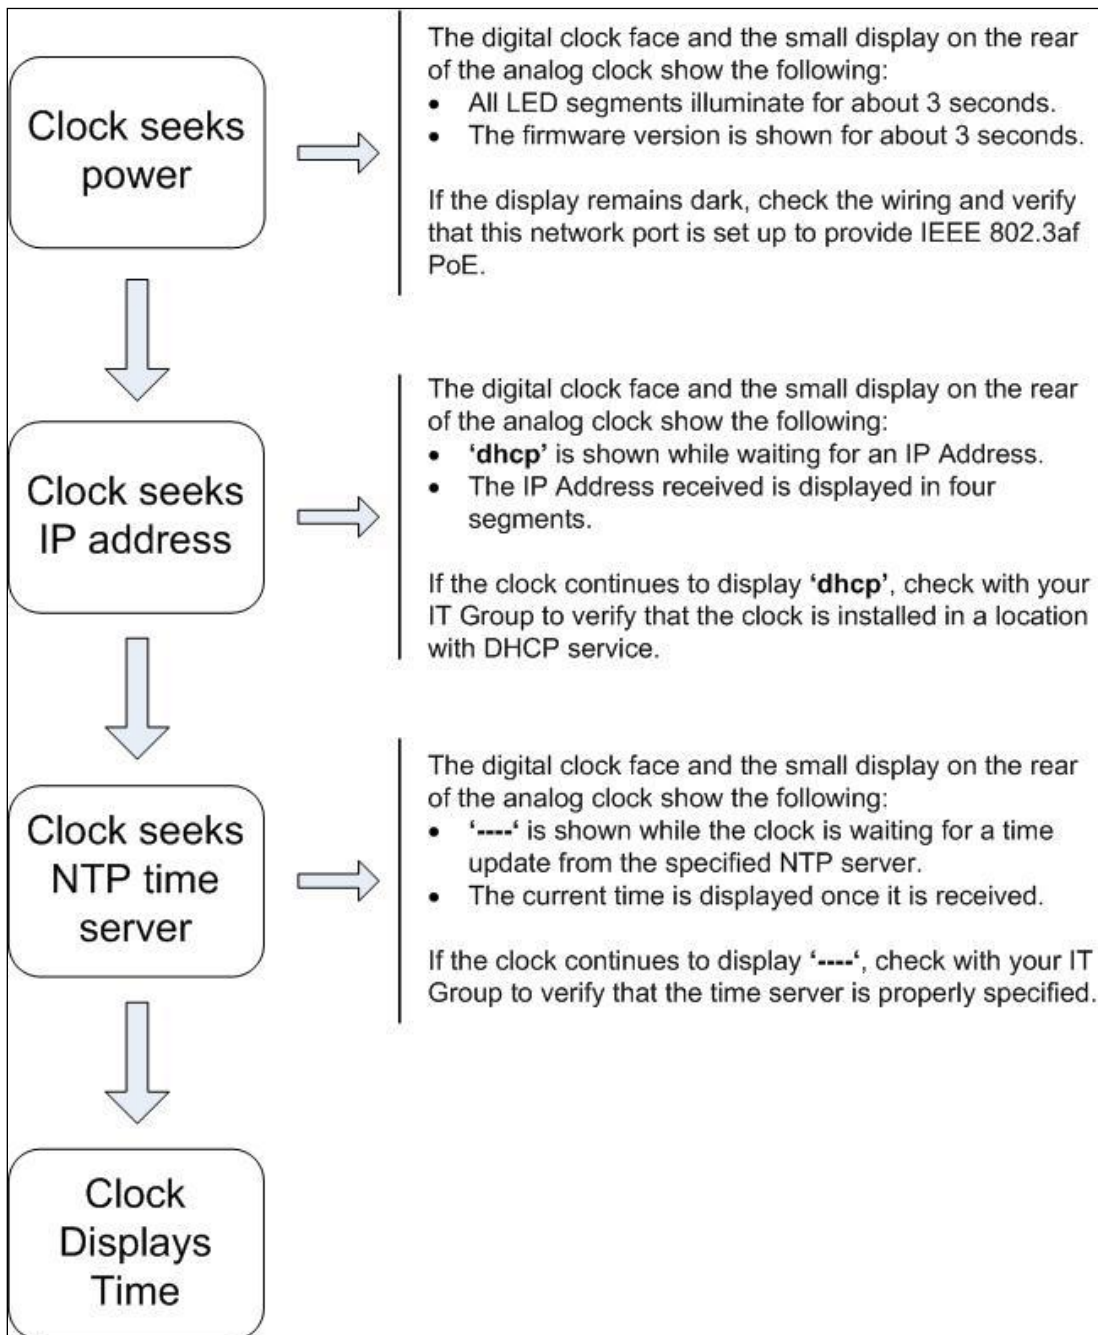 Clock seeks
power
The digital clock face and the small display on the rear
of the analog clock show the following:
• All LED segments illuminate for about 3 seconds.
• The firmware version is shown for about 3 seconds.
If the display remains dark, check the wiring and verify
that this network port is set up to provide IEEE 802.3af
PoE.
Clock seeks
IP address
The digital clock face and the small display on the rear
of the analog clock show the following:
• ‘dhcp’ is shown while waiting for an IP Address.
• The IP Address received is displayed in four
segments.
If the clock continues to display ‘dhcp’, check with your
IT Group to verify that the clock is installed in a location
with DHCP service.
Clock seeks
NTP time
server
The digital clock face and the small display on the rear
of the analog clock show the following:
• ‘----‘ is shown while the clock is waiting for a time
update from the specified NTP server.
• The current time is displayed once it is received.
If the clock continues to display ‘----‘, check with your IT
Group to verify that the time server is properly specified.
Clock
Displays
Time